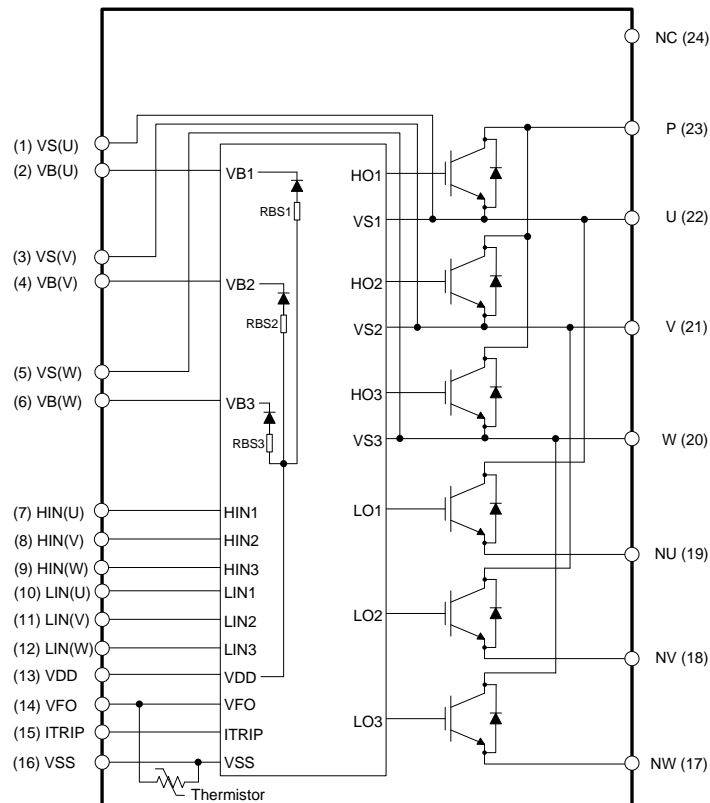 NC (24)
P (23)
(1) VS(U)
(2) VB(U)
VB1
HO1
RBS1
VS1
U (22)
(3) VS(V)
(4) VB(V)
VB2
HO2
RBS2
VS2
V (21)
(5) VS(W)
(6) VB(W)
VB3
HO3
RBS3
VS3
W (20)
(7) HIN(U)
HIN1
LO1
(8) HIN(V)
HIN2
NU (19)
(9) HIN(W)
HIN3
(10) LIN(U)
LIN1
(11) LIN(V)
LIN2
LO2
(12) LIN(W)
LIN3
NV (18)
(13) VDD
VDD
(14) VFO
VFO
LO3
(15) ITRIP
ITRIP
(16) VSS
VSS
NW (17)
Thermistor